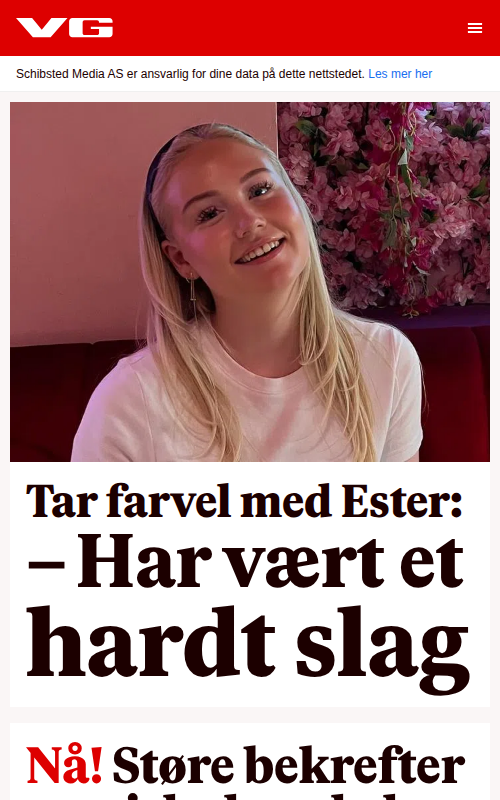 VG
Schibsted Media AS er ansvarlig for dine data på dette nettstedet. Les mer her
Tar farvel med Ester:
– Har vært et
hardt slag
Nå! Støre bekrefter